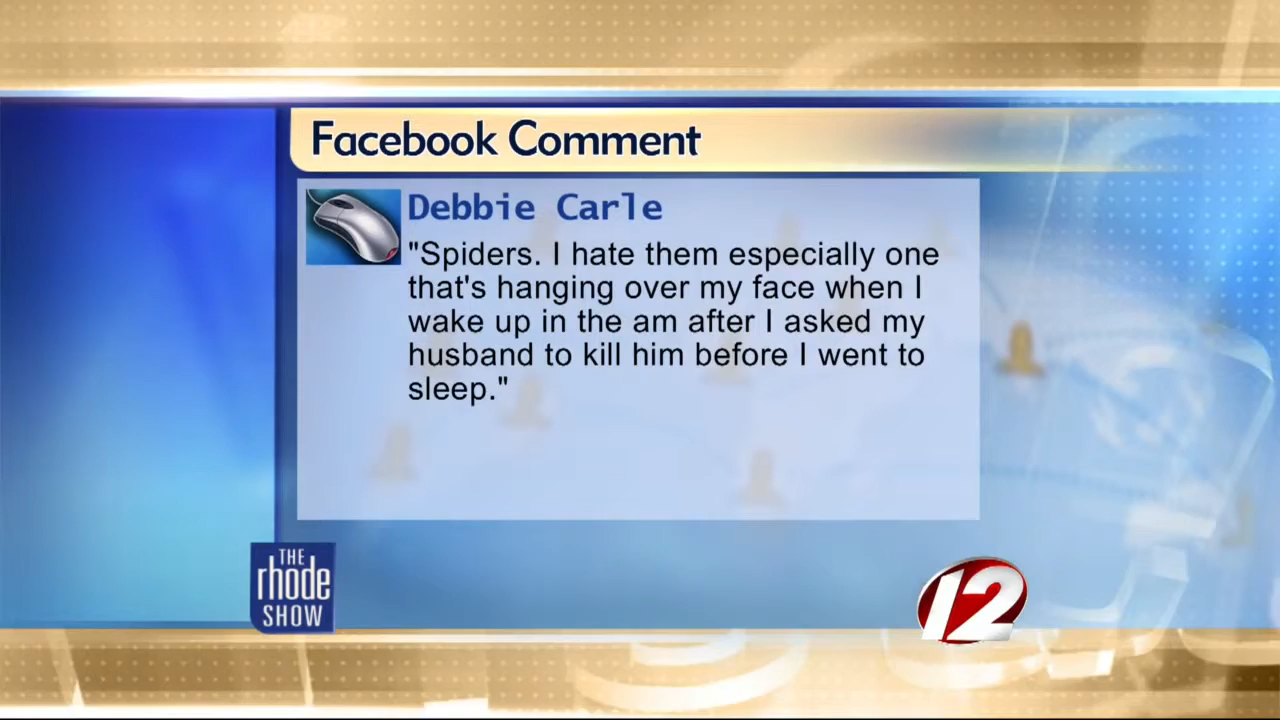 Facebook Comment
Debbie Carle
"Spiders. I hate them especially one
that's hanging over my face when I
wake up in the am after I asked my
husband to kill him before I went to
sleep."
THE
rhode
SHOW
12